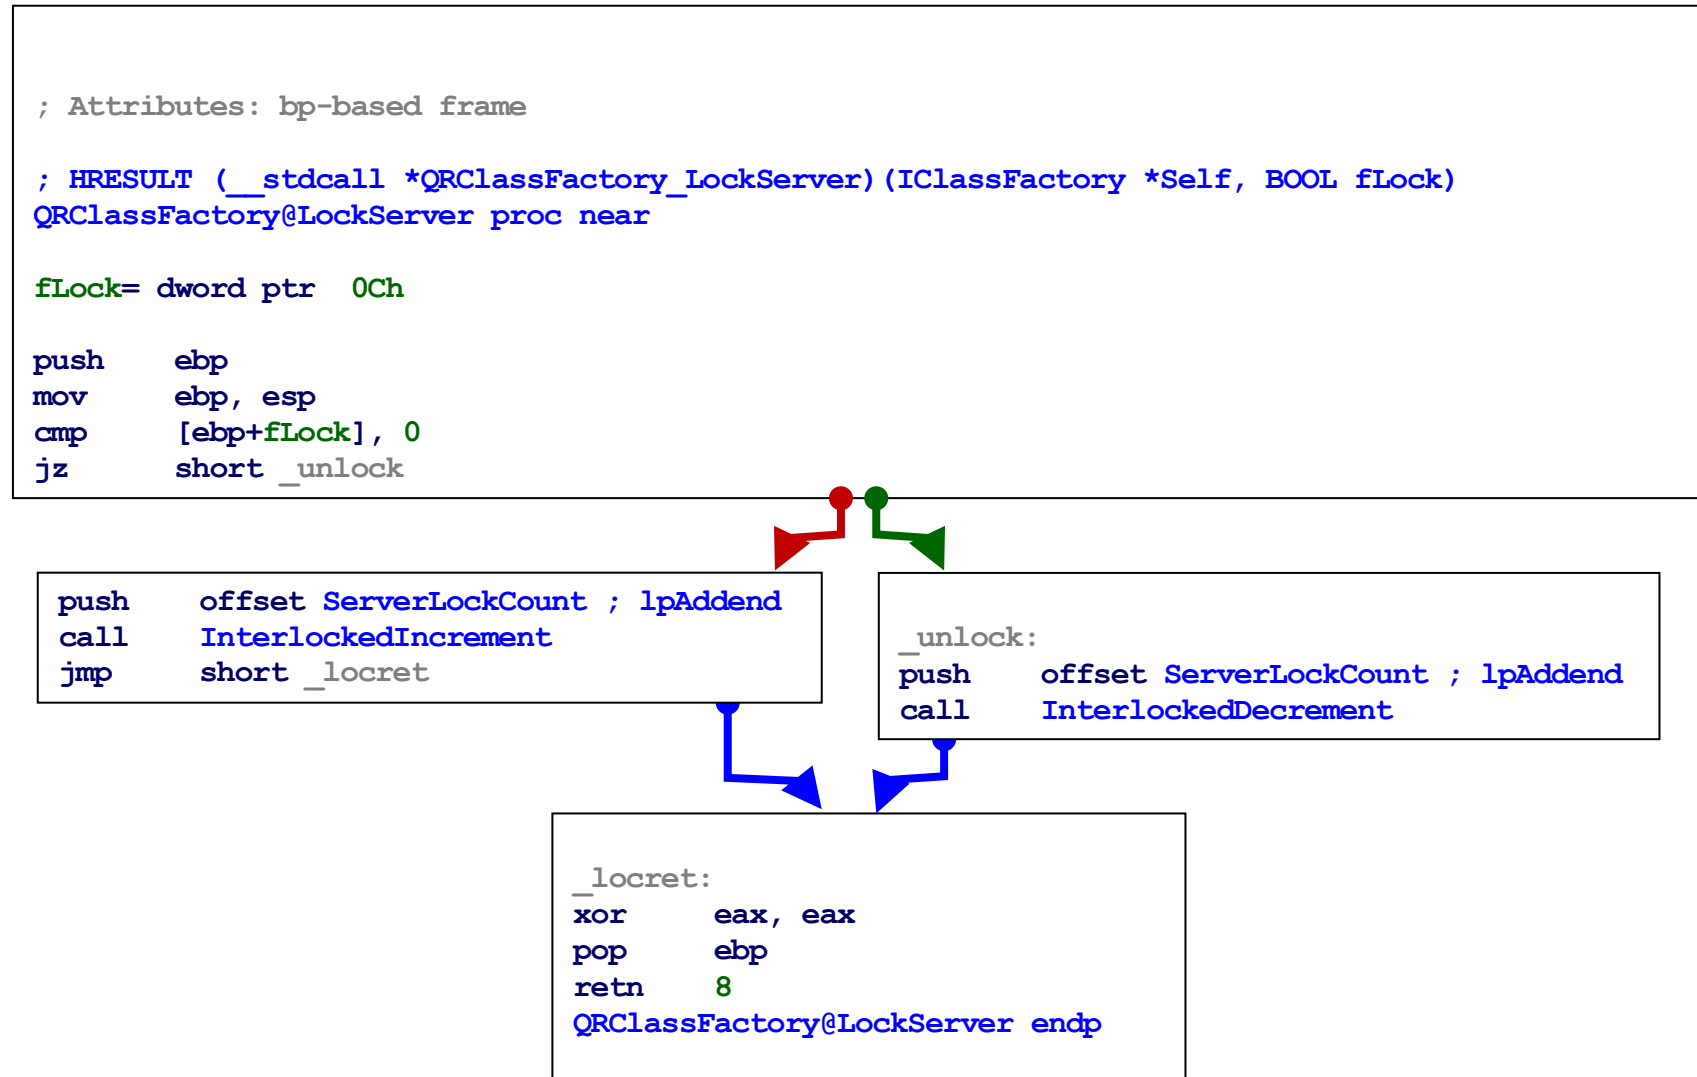 ; Attributes: bp-based frame
; HRESULT (__stdcall *QRClassFactory_LockServer)(IClassFactory *Self, BOOL fLock)
QRClassFactory@LockServer proc near
fLock= dword ptr  0Ch
push    ebp
mov     ebp, esp
cmp     [ebp+fLock], 0
jz      short _unlock
push    offset ServerLockCount ; lpAddend
call    InterlockedIncrement
jmp     short _locret
_unlock:
push    offset ServerLockCount ; lpAddend
call    InterlockedDecrement
_locret:
xor     eax, eax
pop     ebp
retn    8
QRClassFactory@LockServer endp